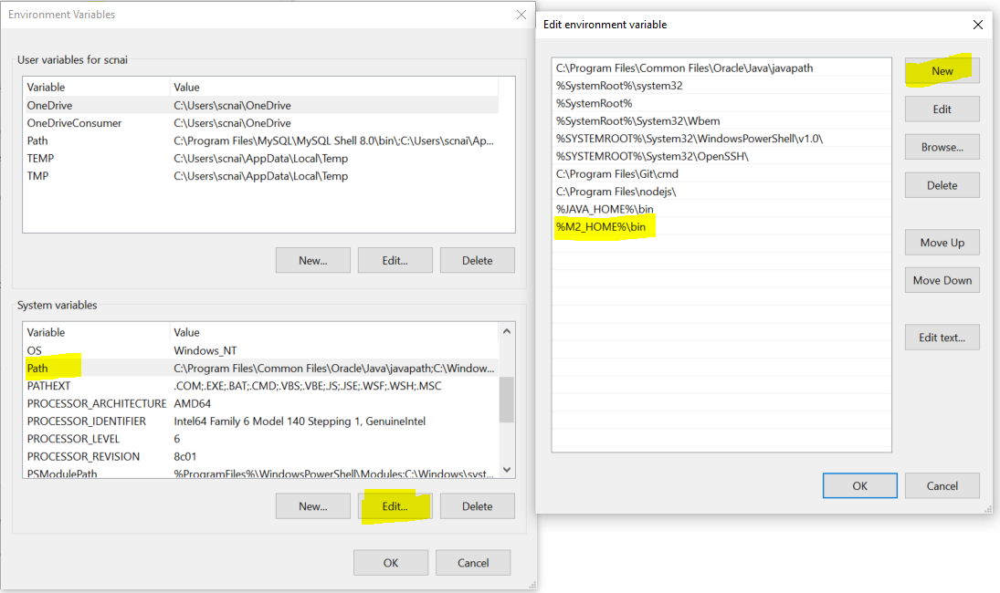 Environment Variables
User variables for scnai
Variable Value
OneDrive C:\Users\scnai\OneDrive
OneDriveConsumer C:\Users\scnai\OneDrive
Path C:\Program Files\MySQL\MySQL Shell 8.0\bin\;C:\Users\scnai\Ap...
TEMP C:\Users\scnai\AppData\Local\Temp
TMP C:\Users\scnai\AppData\Local\Temp
New... Edit... Delete
System variables
Variable Value
OS Windows_NT
Path C:\Program Files\Common Files\Oracle\Java\javapath;C:\Window...
PATHEXT .COM;.EXE;.BAT;.CMD;.VBS;.VBE;.JS;.JSE;.WSF;.WSH;.MSC
PROCESSOR_ARCHITECTURE AMD64
PROCESSOR_IDENTIFIER Intel64 Family 6 Model 140 Stepping 1, GenuineIntel
PROCESSOR_LEVEL 6
PROCESSOR_REVISION 8c01
PSModulePath %ProgramFiles%\WindowsPowerShell\Modules;C:\Windows\syst...
New... Edit... Delete
OK Cancel
Edit environment variable
C:\Program Files\Common Files\Oracle\Java\javapath
%SystemRoot%\system32
%SystemRoot%
%SystemRoot%\System32\Wbem
%SYSTEMROOT%\System32\WindowsPowerShell\v1.0\
%SYSTEMROOT%\System32\OpenSSH\
C:\Program Files\Git\cmd
C:\Program Files\nodejs\
%JAVA_HOME%\bin
%M2_HOME%\bin
New
Edit
Browse...
Delete
Move Up
Move Down
Edit text...
OK Cancel